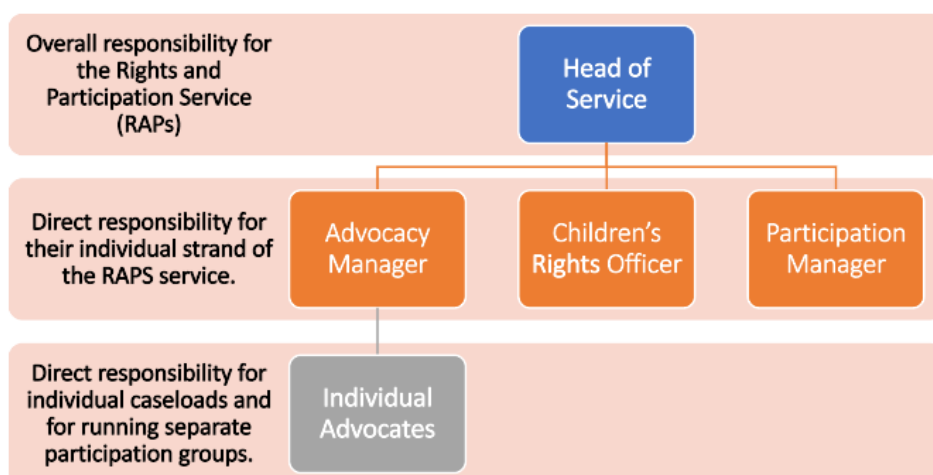 Overall responsibility for
the Rights and
Participation Service
(RAPs)
Head of
Service
Direct responsibility for
their individual strand of
the RAPS service.
Advocacy
Manager
Children's
Rights Officer
Participation
Manager
Direct responsibility for
individual caseloads and
for running separate
participation groups.
Individual
Advocates